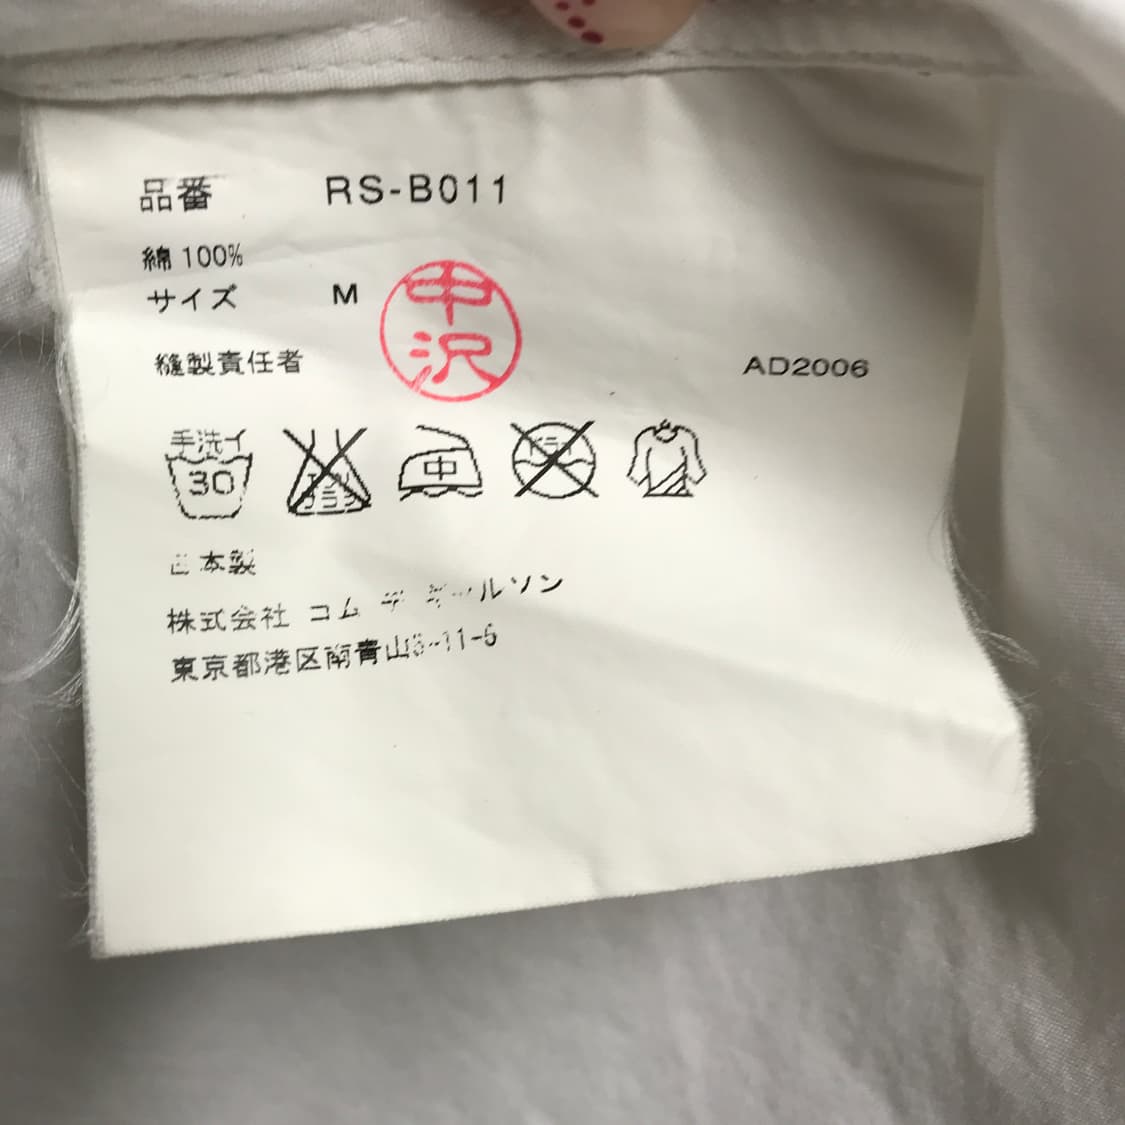 品番 RS-B011
綿 100%
サイズ M
中沢
縫製責任者 AD2006
手洗イ
30
中
日本製
株式会社 コム デ ギャルソン
東京都港区南青山5-11-5